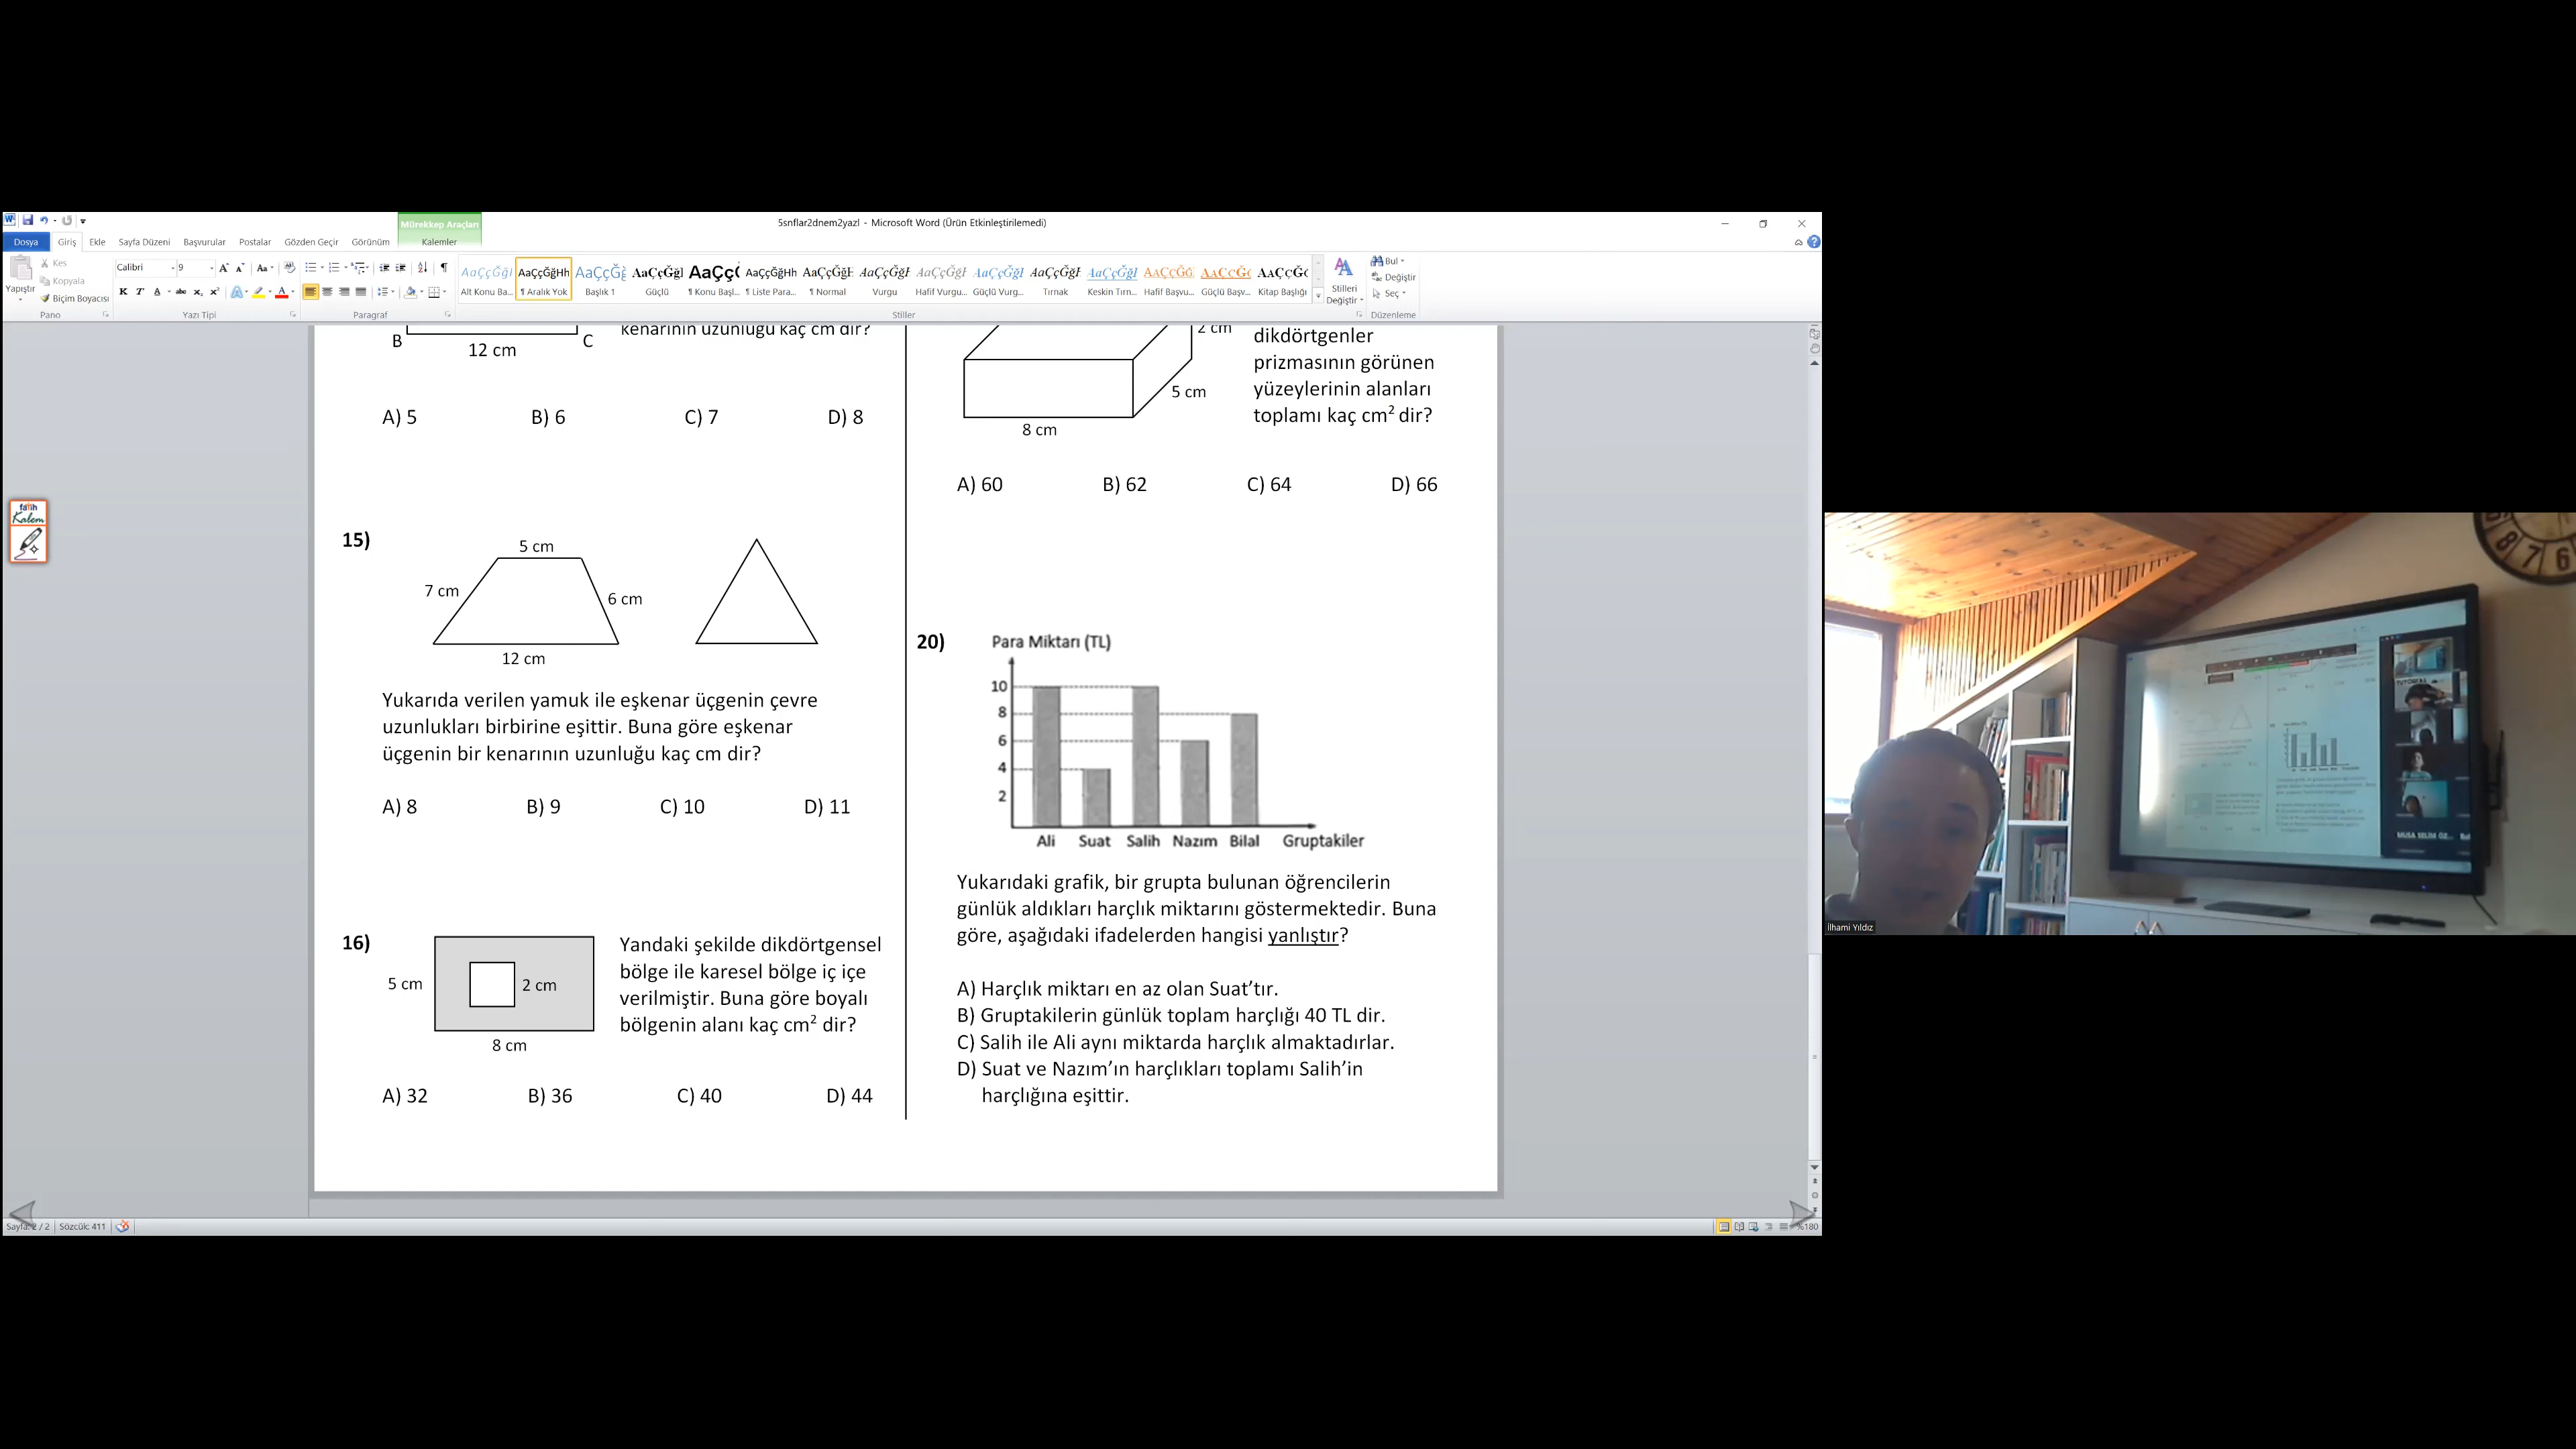 5snflar2dnem2yazl - Microsoft Word (Ürün Etkinleştirilemedi)
Mürekkep Araçları
Dosya Giriş Ekle Sayfa Düzeni Başvurular Postalar Gözden Geçir Görünüm Kalemler
Yapıştır
Kes
Kopyala
Biçim Boyacısı
Pano
Calibri 9
Yazı Tipi
Paragraf
Alt Konu Ba... ¶ Aralık Yok Başlık 1 Güçlü ¶ Konu Başl... ¶ Liste Para... ¶ Normal Vurgu Hafif Vurgu... Güçlü Vurg... Tırnak Keskin Tırn... Hafif Başvu... Güçlü Başv... Kitap Başlığı
Stiller
Stilleri
Değiştir
Bul
Değiştir
Seç
Düzenleme
fatih
Kalem
kenarının uzunluğu kaç cm dir?
B C
12 cm
A) 5 B) 6 C) 7 D) 8
15)
5 cm
7 cm
6 cm
12 cm
Yukarıda verilen yamuk ile eşkenar üçgenin çevre
uzunlukları birbirine eşittir. Buna göre eşkenar
üçgenin bir kenarının uzunluğu kaç cm dir?
A) 8 B) 9 C) 10 D) 11
16)
5 cm
2 cm
8 cm
Yandaki şekilde dikdörtgensel
bölge ile karesel bölge iç içe
verilmiştir. Buna göre boyalı
bölgenin alanı kaç cm² dir?
A) 32 B) 36 C) 40 D) 44
2 cm
5 cm
8 cm
dikdörtgenler
prizmasının görünen
yüzeylerinin alanları
toplamı kaç cm² dir?
A) 60 B) 62 C) 64 D) 66
20)
Para Miktarı (TL)
10
8
6
4
2
Ali Suat Salih Nazım Bilal Gruptakiler
Yukarıdaki grafik, bir grupta bulunan öğrencilerin
günlük aldıkları harçlık miktarını göstermektedir. Buna
göre, aşağıdaki ifadelerden hangisi yanlıştır?
A) Harçlık miktarı en az olan Suat’tır.
B) Gruptakilerin günlük toplam harçlığı 40 TL dir.
C) Salih ile Ali aynı miktarda harçlık almaktadırlar.
D) Suat ve Nazım’ın harçlıkları toplamı Salih’in
harçlığına eşittir.
Sayfa: 2 / 2 Sözcük: 411
%180
8 7 6
İlhami Yıldız